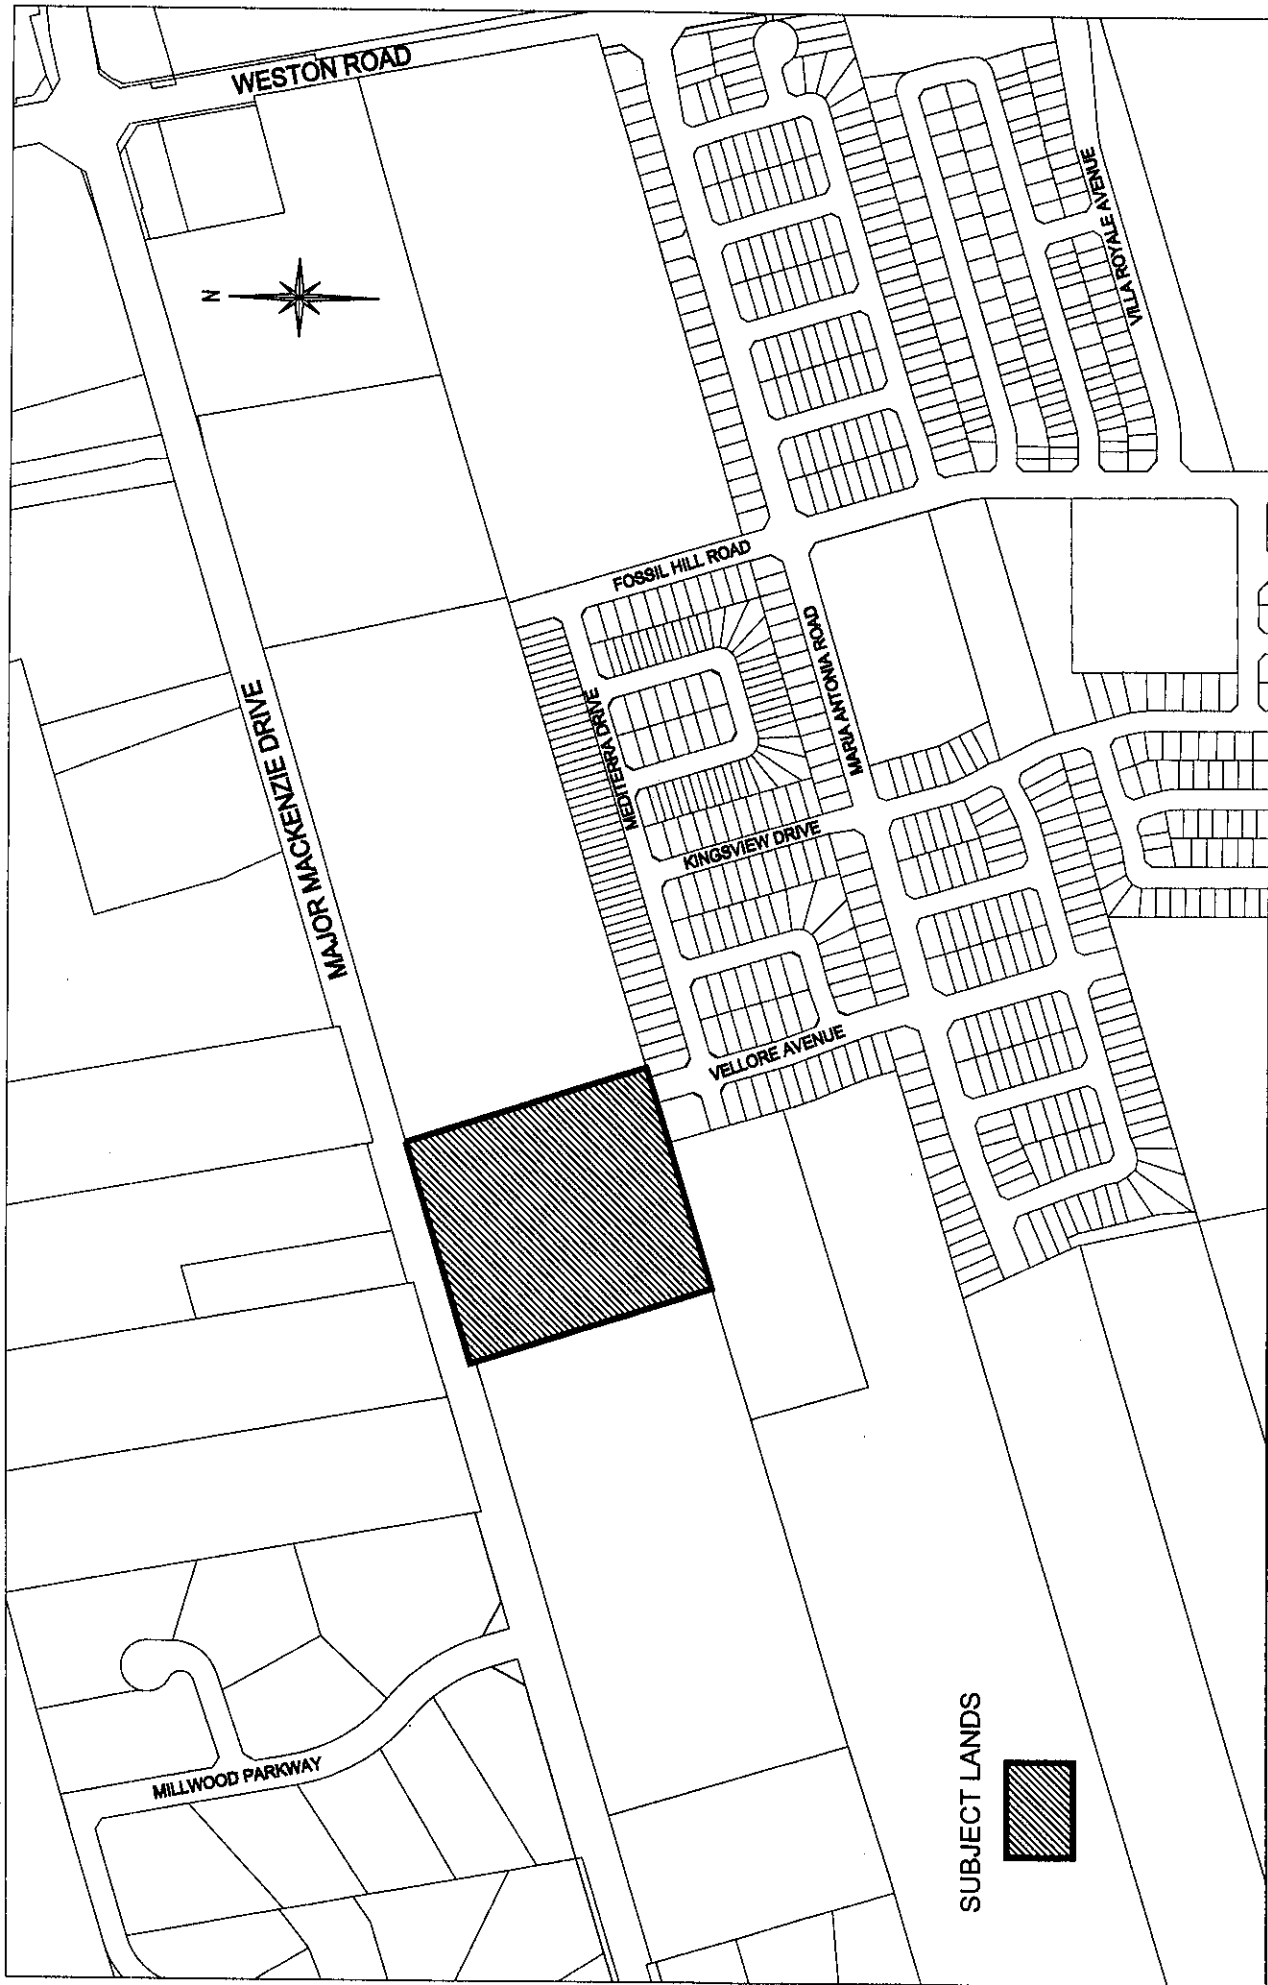 WESTON ROAD
N
VILLA ROYALE AVENUE
FOSSIL HILL ROAD
MARIA ANTONIA ROAD
MAJOR MACKENZIE DRIVE
MEDITERRA DRIVE
KINGSVIEW DRIVE
VELLORE AVENUE
MILLWOOD PARKWAY
SUBJECT LANDS